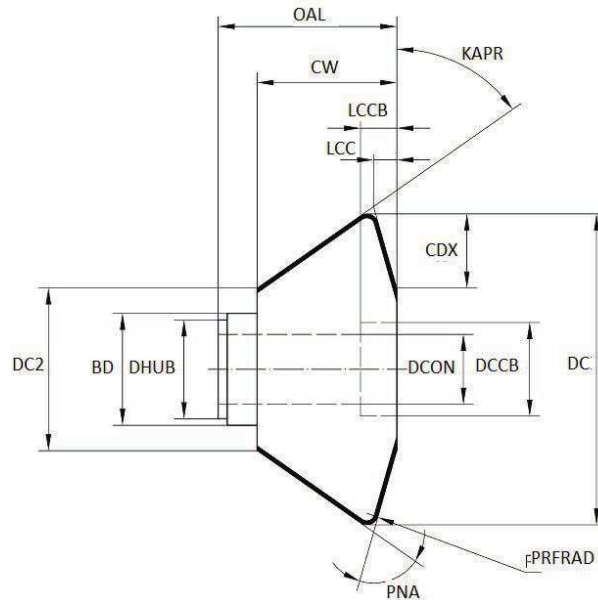 OAL
CW
KAPR
LCCB
LCC
CDX
DC2
BD
DHUB
DCON
DCCB
DC
PRFRAD
PNA